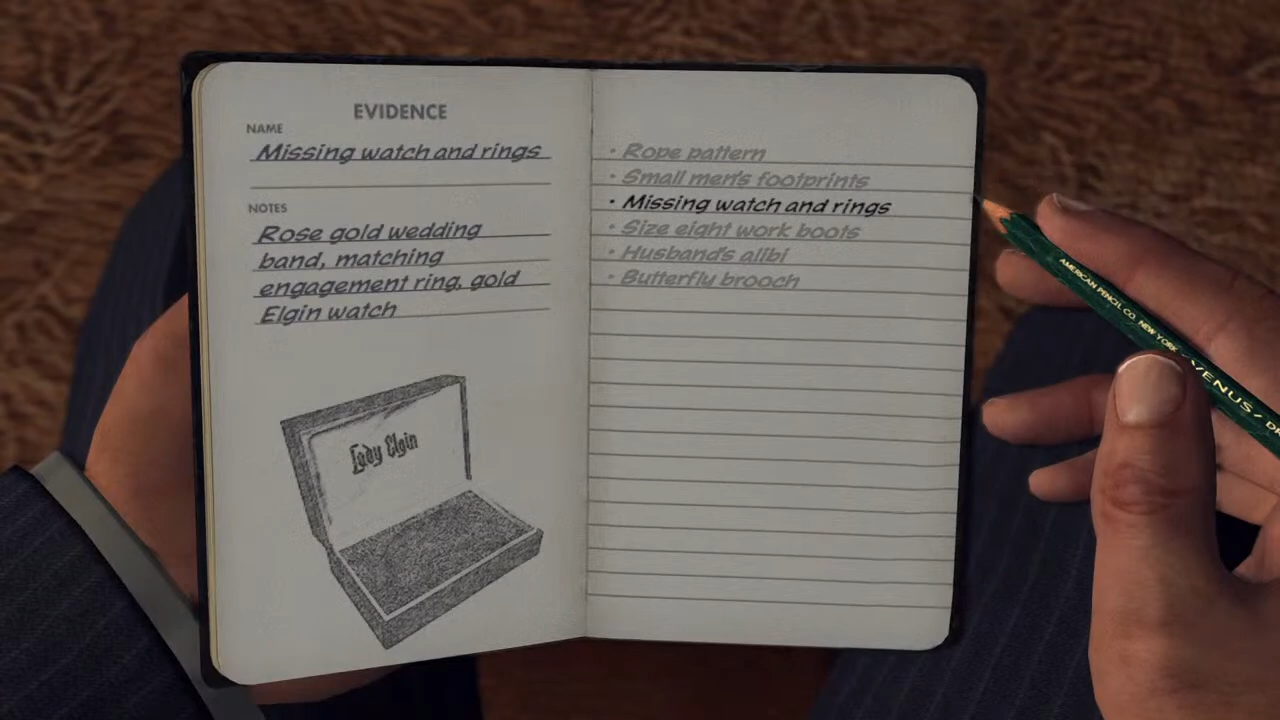 EVIDENCE
NAME
Missing watch and rings
NOTES
Rose gold wedding
band, matching
engagement ring, gold
Elgin watch
Lady Elgin
• Rope pattern
• Small men's footprints
• Missing watch and rings
• Size eight work boots
• Husband's alibi
• Butterfly brooch
AMERICAN PENCIL CO. NEW YORK
VENUS/DR